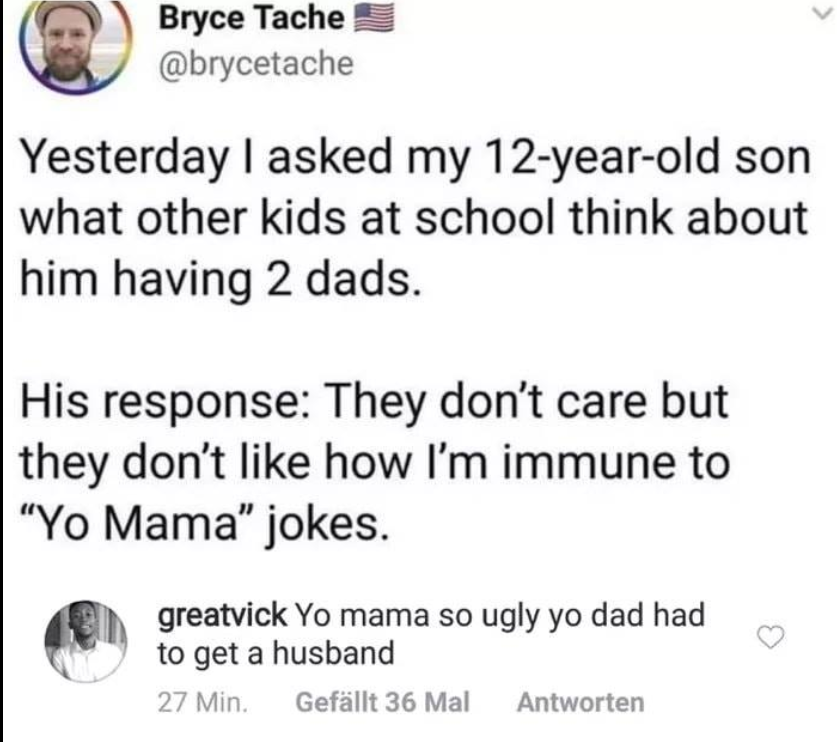 Bryce Tache 🇺🇸
@brycetache
Yesterday I asked my 12-year-old son
what other kids at school think about
him having 2 dads.
His response: They don’t care but
they don’t like how I’m immune to
“Yo Mama” jokes.
greatvick Yo mama so ugly yo dad had
to get a husband
27 Min. Gefällt 36 Mal Antworten